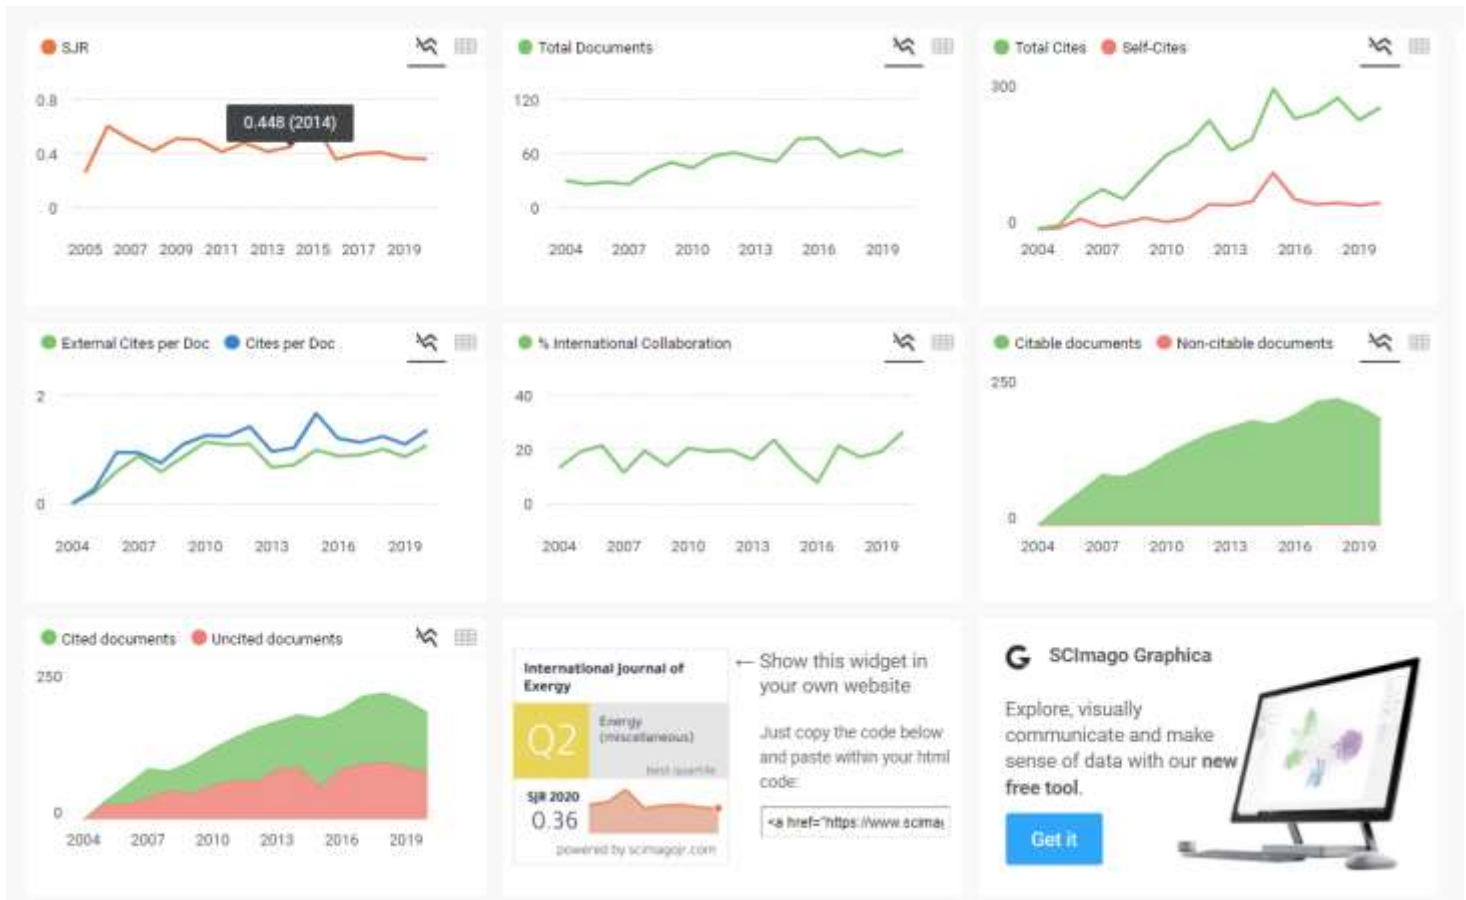 SJR
0.8
0.448 (2014)
0.4
0
2005 2007 2009 2011 2013 2015 2017 2019
Total Documents
120
60
0
2004 2007 2010 2013 2016 2019
Total Cites Self-Cites
300
0
2004 2007 2010 2013 2016 2019
External Cites per Doc Cites per Doc
2
0
2004 2007 2010 2013 2016 2019
% International Collaboration
40
20
0
2004 2007 2010 2013 2016 2019
Citable documents Non-citable documents
250
0
2004 2007 2010 2013 2016 2019
Cited documents Uncited documents
250
0
2004 2007 2010 2013 2016 2019
International Journal of
Exergy
Q2
Energy
(miscellaneous)
best quartile
SJR 2020
0.36
powered by scimagojr.com
← Show this widget in
your own website
Just copy the code below
and paste within your html
code:
<a href="https://www.scimag
G SCImago Graphica
Explore, visually
communicate and make
sense of data with our new
free tool.
Get it